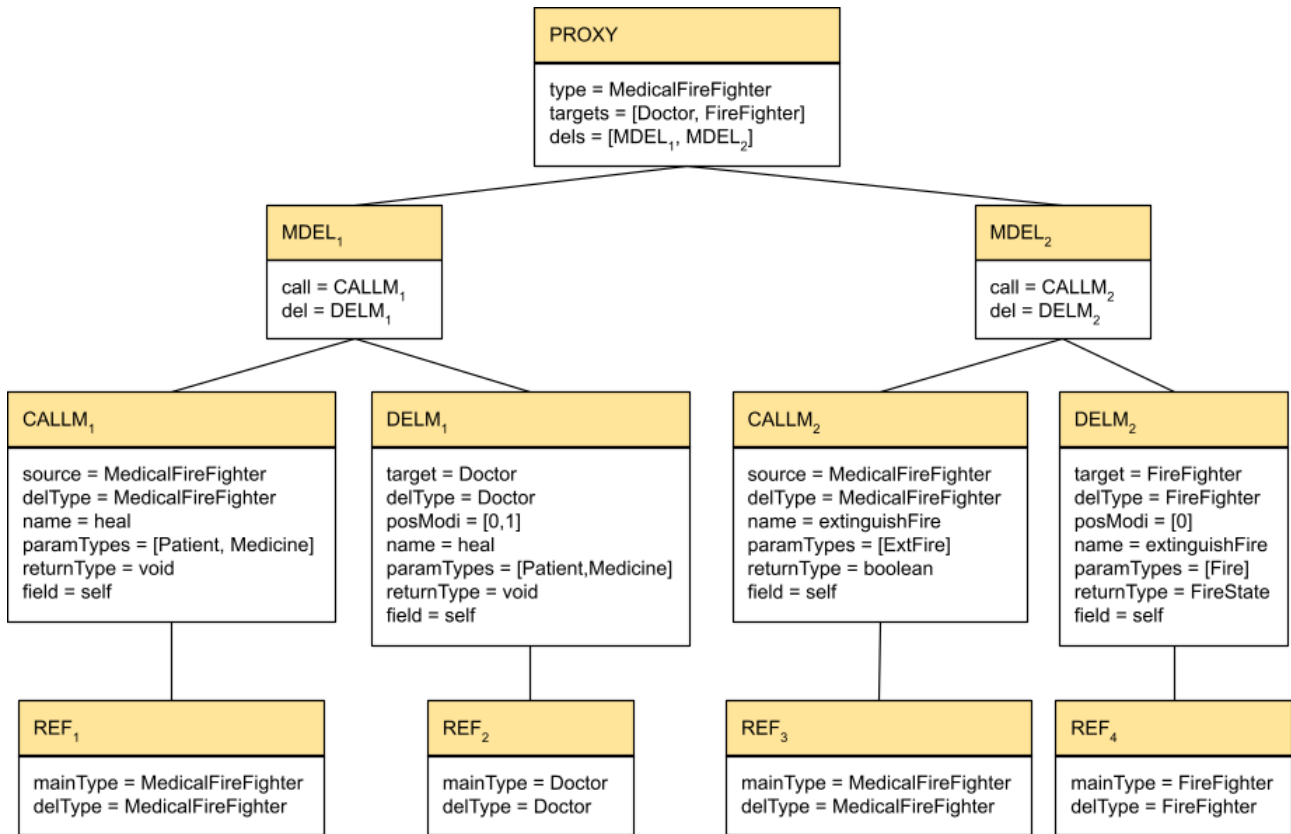 PROXY
type = MedicalFireFighter
targets = [Doctor, FireFighter]
dels = [MDEL₁, MDEL₂]
MDEL₁
call = CALLM₁
del = DELM₁
MDEL₂
call = CALLM₂
del = DELM₂
CALLM₁
source = MedicalFireFighter
delType = MedicalFireFighter
name = heal
paramTypes = [Patient, Medicine]
returnType = void
field = self
DELM₁
target = Doctor
delType = Doctor
posModi = [0,1]
name = heal
paramTypes = [Patient,Medicine]
returnType = void
field = self
CALLM₂
source = MedicalFireFighter
delType = MedicalFireFighter
name = extinguishFire
paramTypes = [ExtFire]
returnType = boolean
field = self
DELM₂
target = FireFighter
delType = FireFighter
posModi = [0]
name = extinguishFire
paramTypes = [Fire]
returnType = FireState
field = self
REF₁
mainType = MedicalFireFighter
delType = MedicalFireFighter
REF₂
mainType = Doctor
delType = Doctor
REF₃
mainType = MedicalFireFighter
delType = MedicalFireFighter
REF₄
mainType = FireFighter
delType = FireFighter